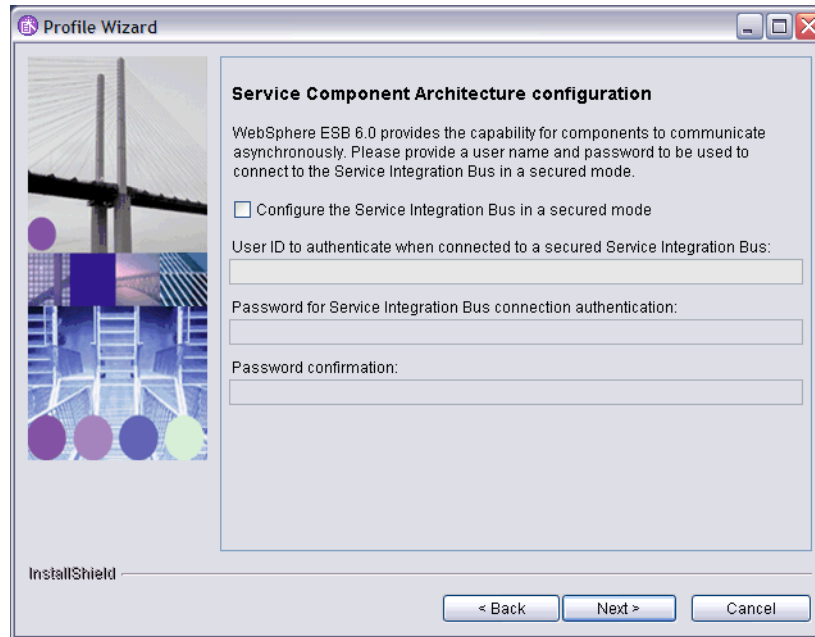 Profile Wizard
Service Component Architecture configuration
WebSphere ESB 6.0 provides the capability for components to communicate
asynchronously. Please provide a user name and password to be used to
connect to the Service Integration Bus in a secured mode.
Configure the Service Integration Bus in a secured mode
User ID to authenticate when connected to a secured Service Integration Bus:
Password for Service Integration Bus connection authentication:
Password confirmation:
InstallShield
< Back Next > Cancel